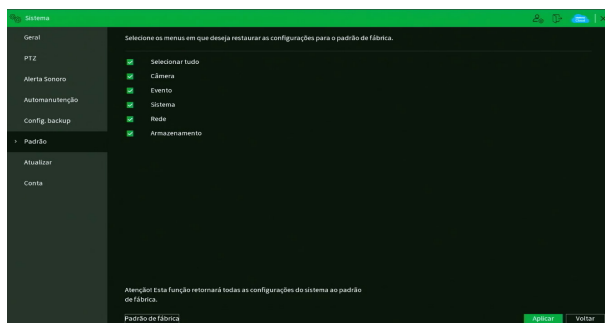 Sistema
Geral
Selecione os menus em que deseja restaurar as configurações para o padrão de fábrica.
PTZ
Selecionar tudo
Alerta Sonoro
Câmera
Evento
Automanutenção
Sistema
Config. backup
Rede
Padrão
Armazenamento
Atualizar
Conta
Atenção! Esta função retornará todas as configurações do sistema ao padrão
de fábrica.
Padrão de fábrica
Aplicar
Voltar